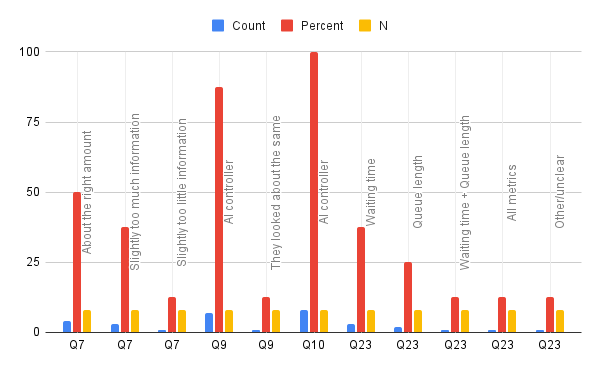 Count Percent N
100
75
50
25
0
About the right amount
Slightly too much information
Slightly too little information
AI controller
They looked about the same
AI controller
Waiting time
Queue length
Waiting time + Queue length
All metrics
Other/unclear
Q7 Q7 Q7 Q9 Q9 Q10 Q23 Q23 Q23 Q23 Q23